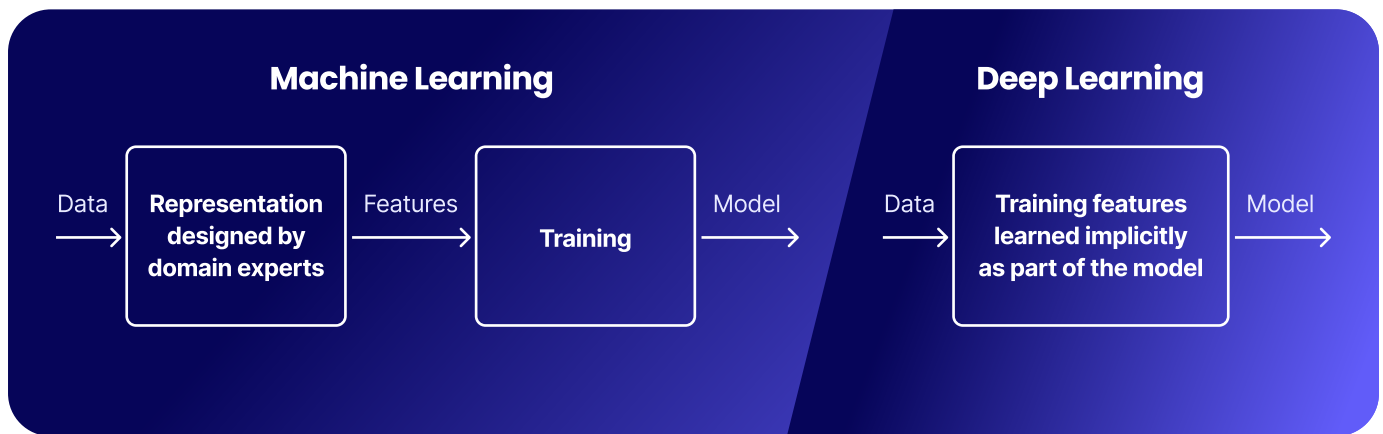 Machine Learning
Data
Representation
designed by
domain experts
Features
Training
Model
Deep Learning
Data
Training features
learned implicitly
as part of the model
Model